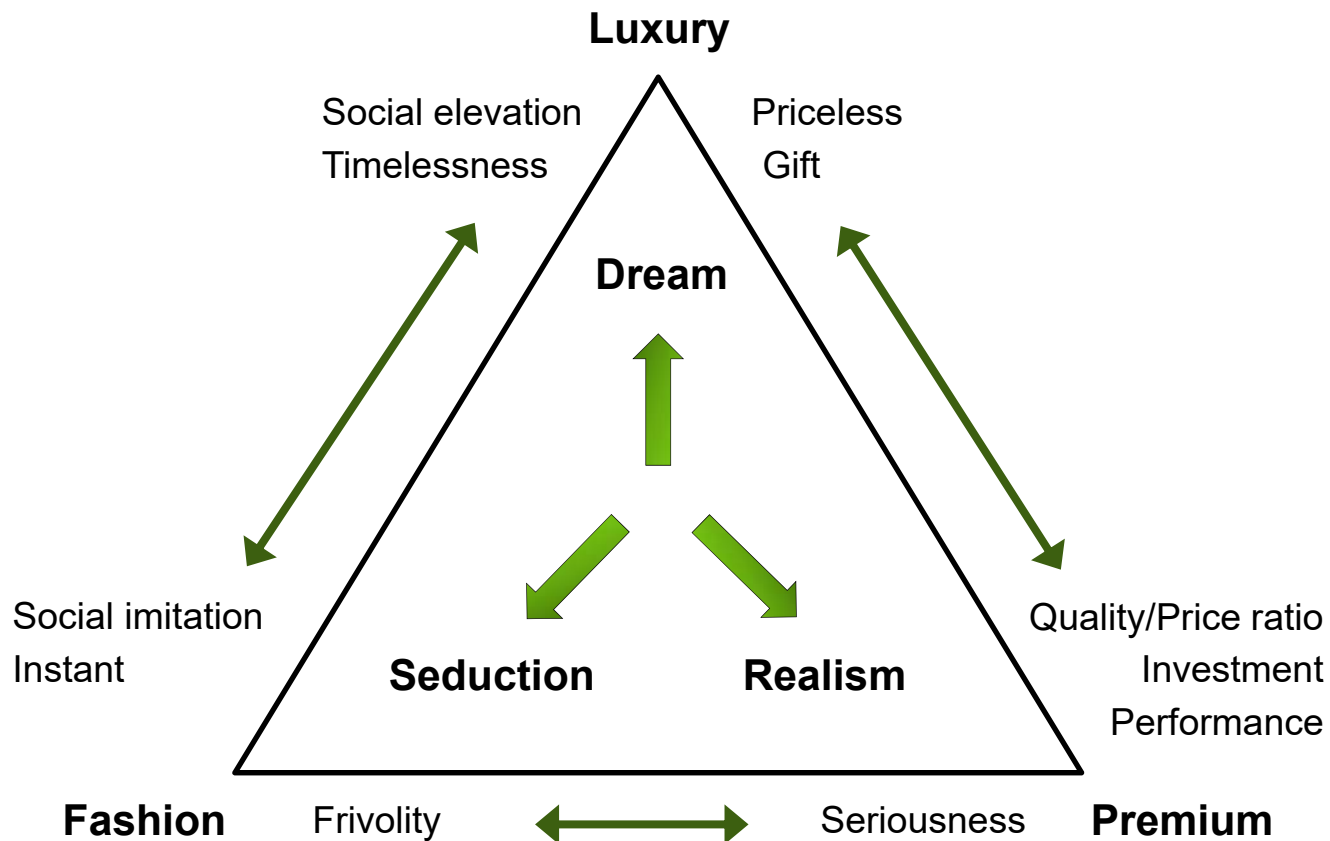 Luxury
Social elevation
Timelessness
Priceless
Gift
Dream
Social imitation
Instant
Seduction
Realism
Quality/Price ratio
Investment
Performance
Fashion
Frivolity
Seriousness
Premium